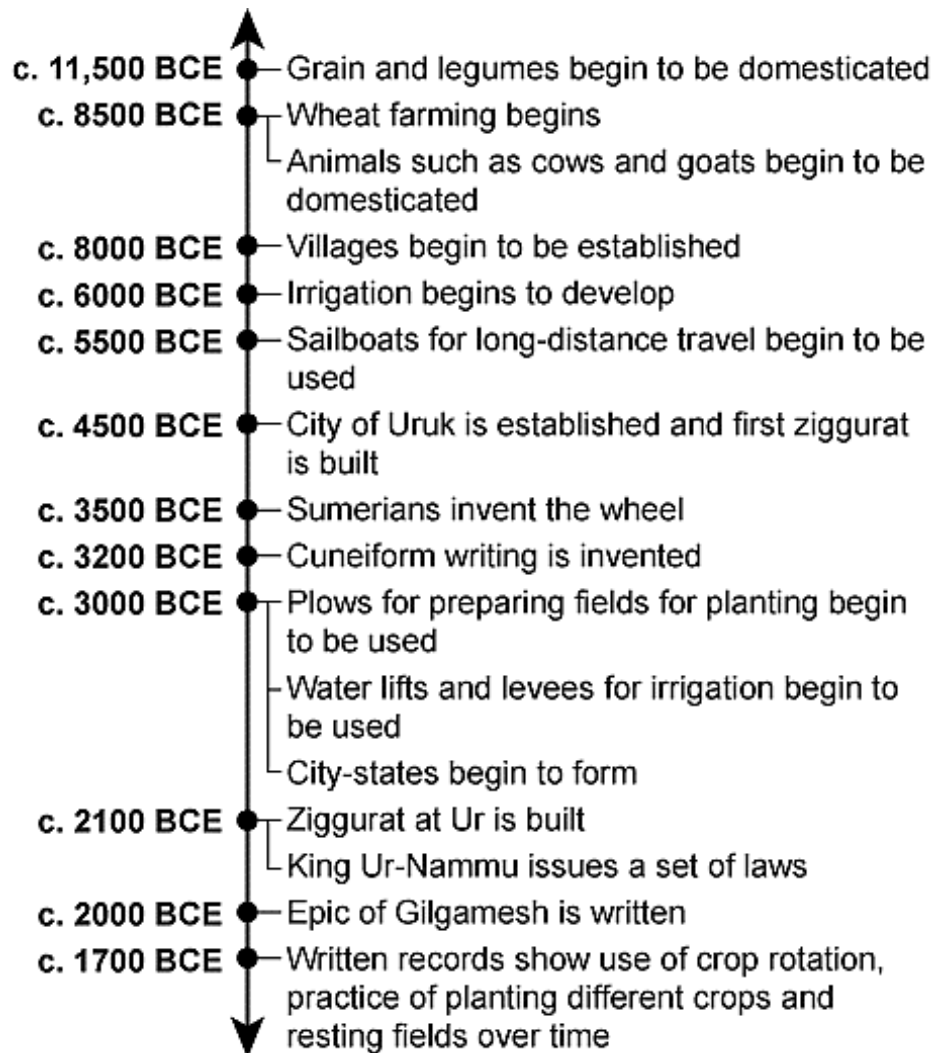 c. 11,500 BCE Grain and legumes begin to be domesticated
c. 8500 BCE Wheat farming begins
Animals such as cows and goats begin to be
domesticated
c. 8000 BCE Villages begin to be established
c. 6000 BCE Irrigation begins to develop
c. 5500 BCE Sailboats for long-distance travel begin to be
used
c. 4500 BCE City of Uruk is established and first ziggurat
is built
c. 3500 BCE Sumerians invent the wheel
c. 3200 BCE Cuneiform writing is invented
c. 3000 BCE Plows for preparing fields for planting begin
to be used
Water lifts and levees for irrigation begin to
be used
City-states begin to form
c. 2100 BCE Ziggurat at Ur is built
King Ur-Nammu issues a set of laws
c. 2000 BCE Epic of Gilgamesh is written
c. 1700 BCE Written records show use of crop rotation,
practice of planting different crops and
resting fields over time